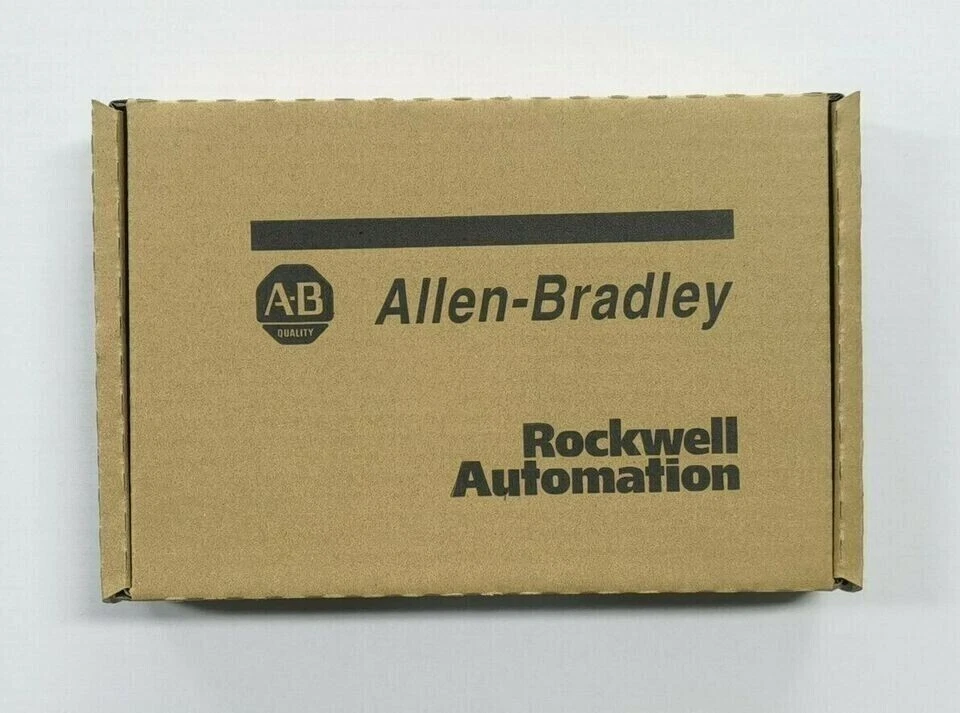 A-B
QUALITY
Allen-Bradley
Rockwell
Automation